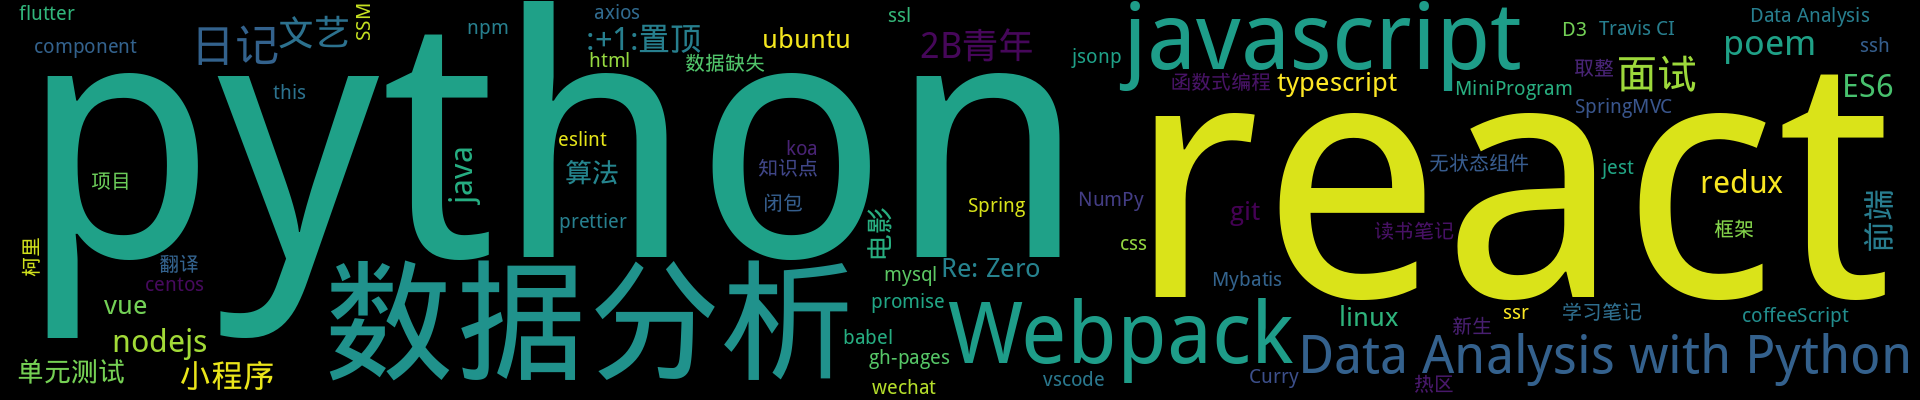 flutter
component
日记
文艺
SSM
npm
axios
:+1:置顶
html
数据缺失
ubuntu
ssl
2B青年
jsonp
javascript
D3
Travis CI
Data Analysis
poem
ssh
函数式编程
typescript
MiniProgram
取整
面试
SpringMVC
ES6
this
python
react
eslint
算法
prettier
java
项目
koa
知识点
闭包
Spring
电影
NumPy
git
css
读书笔记
无状态组件
jest
redux
框架
前端
柯里
翻译
centos
vue
nodejs
单元测试
小程序
数据分析
mysql
Re: Zero
promise
babel
gh-pages
wechat
Webpack
vscode
Mybatis
Curry
linux
新生
ssr
学习笔记
coffeeScript
Data Analysis with Python
热区